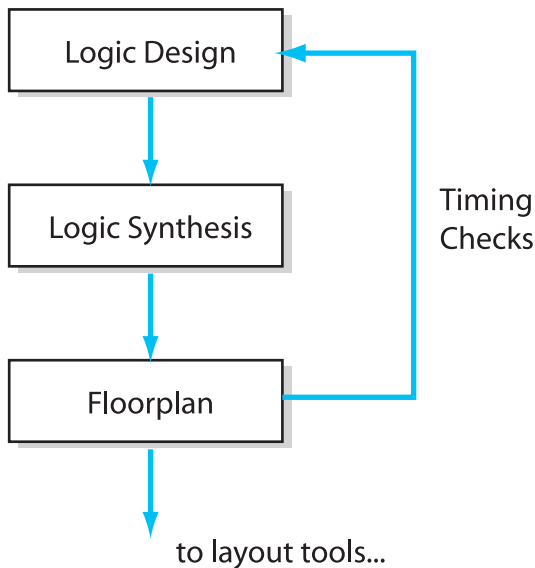 Logic Design
Timing
Checks
Logic Synthesis
Floorplan
to layout tools...